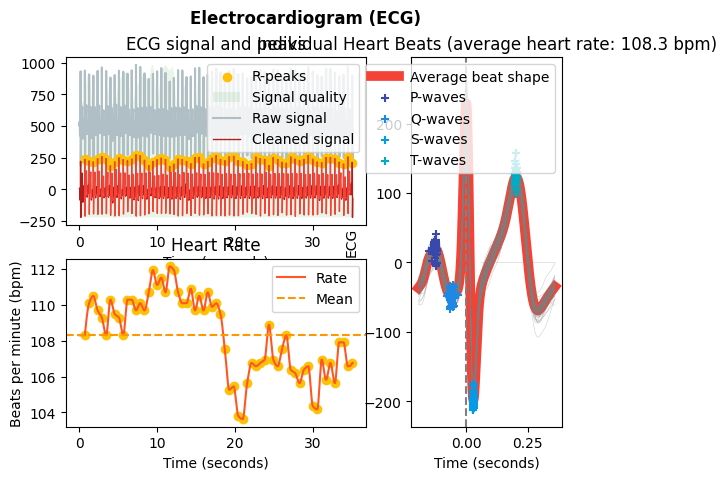 Electrocardiogram (ECG)
ECG signal and peaks
Individual Heart Beats (average heart rate: 108.3 bpm)
1000
750
500
250
0
−250
R-peaks
Signal quality
Raw signal
Cleaned signal
0
10
20
30
Time (seconds)
Heart Rate
112
110
108
106
104
Beats per minute (bpm)
Rate
Mean
0
10
20
30
Time (seconds)
ECG
200
100
0
−100
−200
Average beat shape
P-waves
Q-waves
S-waves
T-waves
0.00
0.25
Time (seconds)